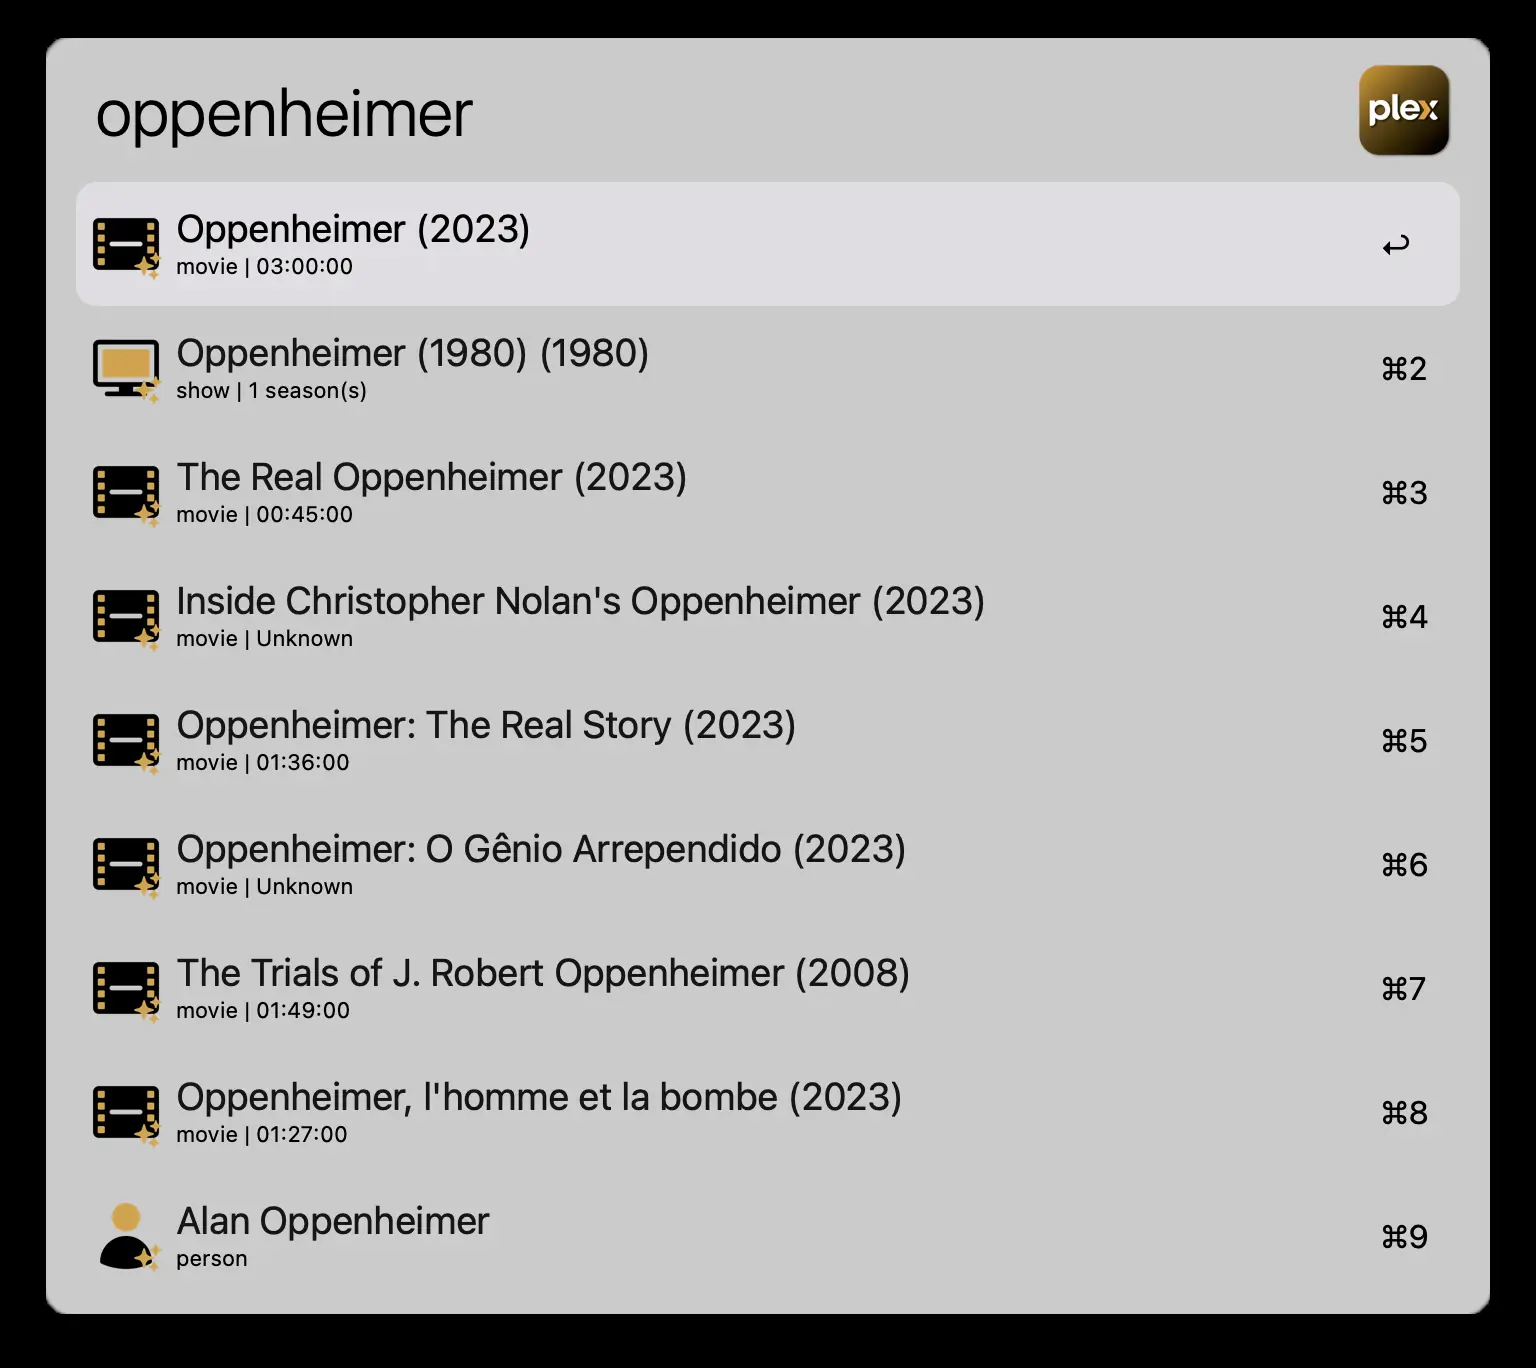 oppenheimer
plex
Oppenheimer (2023)
movie | 03:00:00
↩
Oppenheimer (1980) (1980)
show | 1 season(s)
⌘2
The Real Oppenheimer (2023)
movie | 00:45:00
⌘3
Inside Christopher Nolan's Oppenheimer (2023)
movie | Unknown
⌘4
Oppenheimer: The Real Story (2023)
movie | 01:36:00
⌘5
Oppenheimer: O Gênio Arrependido (2023)
movie | Unknown
⌘6
The Trials of J. Robert Oppenheimer (2008)
movie | 01:49:00
⌘7
Oppenheimer, l'homme et la bombe (2023)
movie | 01:27:00
⌘8
Alan Oppenheimer
person
⌘9